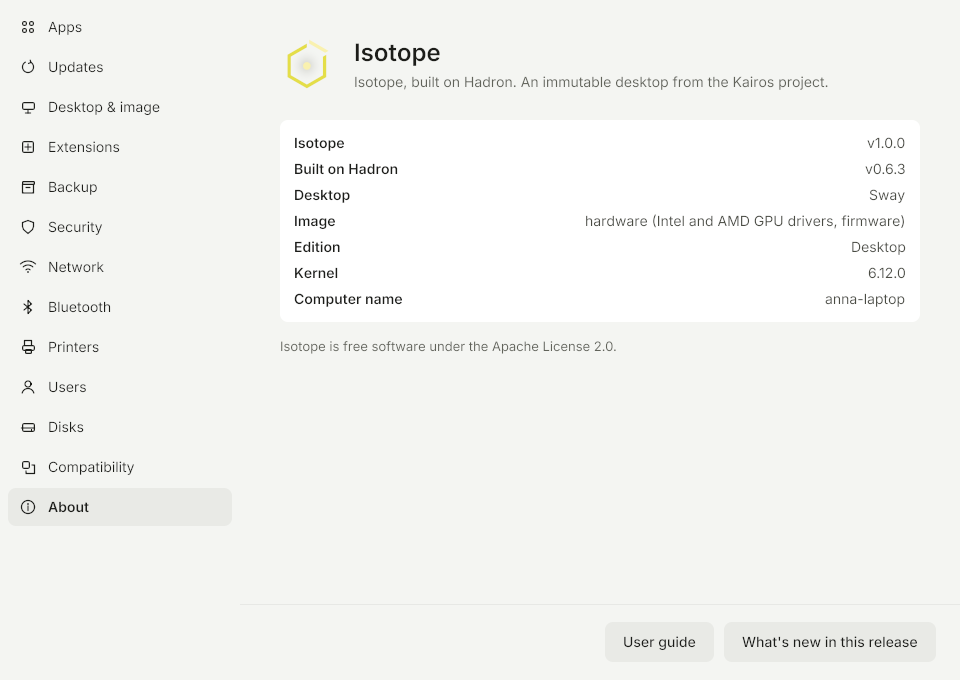 Apps
Updates
Desktop & image
Extensions
Backup
Security
Network
Bluetooth
Printers
Users
Disks
Compatibility
About
Isotope
Isotope, built on Hadron. An immutable desktop from the Kairos project.
Isotope v1.0.0
Built on Hadron v0.6.3
Desktop Sway
Image hardware (Intel and AMD GPU drivers, firmware)
Edition Desktop
Kernel 6.12.0
Computer name anna-laptop
Isotope is free software under the Apache License 2.0.
User guide What's new in this release